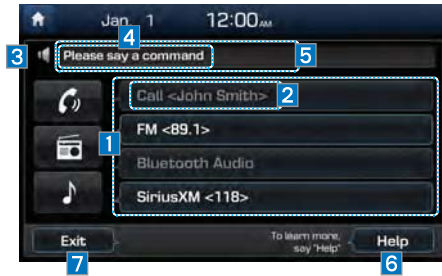 Jan. 1 12:00AM
4
3 Please say a command 5
Call <John Smith> 2
1 FM <89.1>
Bluetooth Audio
SiriusXM <118>
Exit To learn more, say "Help" Help
7 6